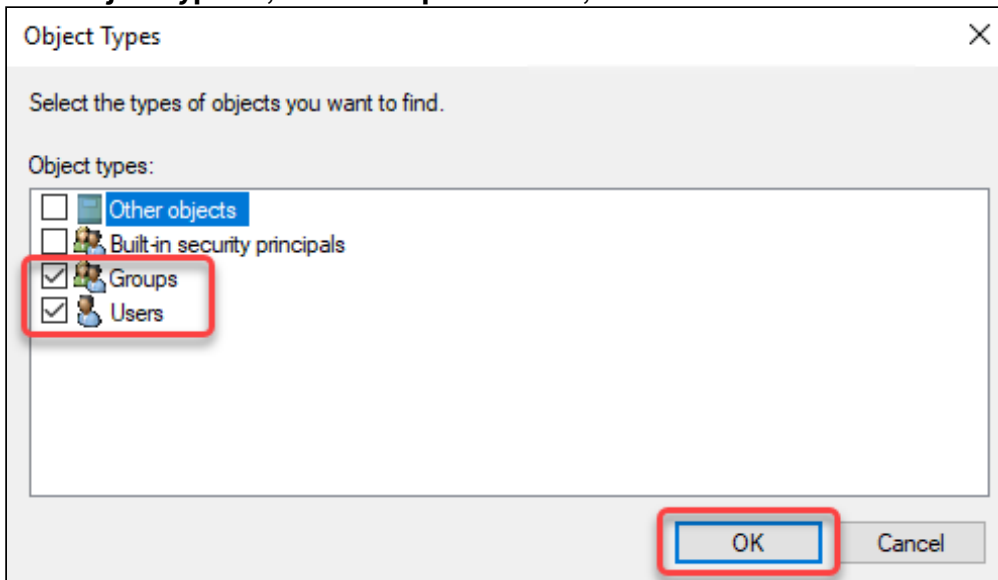 Object Types
Select the types of objects you want to find.
Object types:
Other objects
Built-in security principals
Groups
Users
OK Cancel